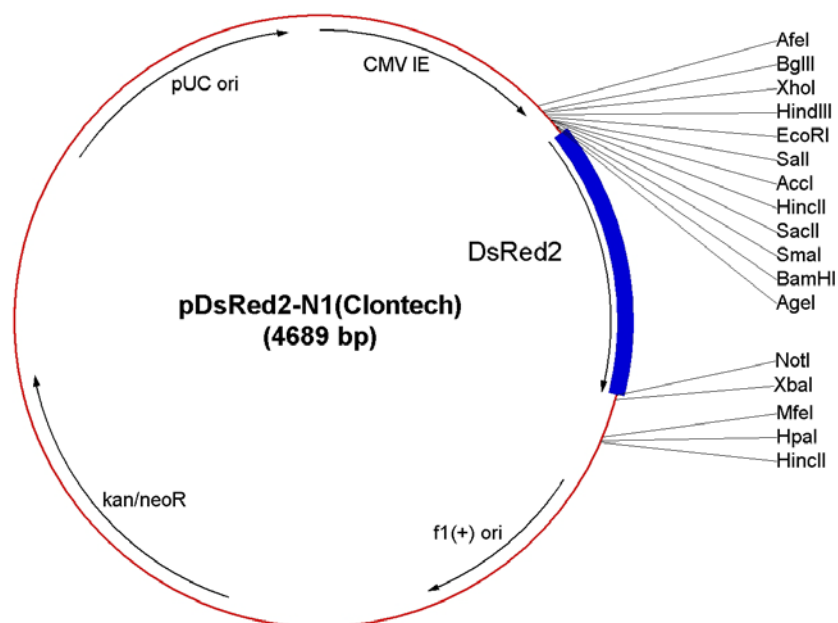 pUC ori
CMV IE
AfeI
BglII
XhoI
HindIII
EcoRI
SalI
AccI
HincII
SacII
SmaI
BamHI
AgeI
DsRed2
pDsRed2-N1(Clontech)
(4689 bp)
NotI
XbaI
MfeI
HpaI
HincII
kan/neoR
f1(+) ori